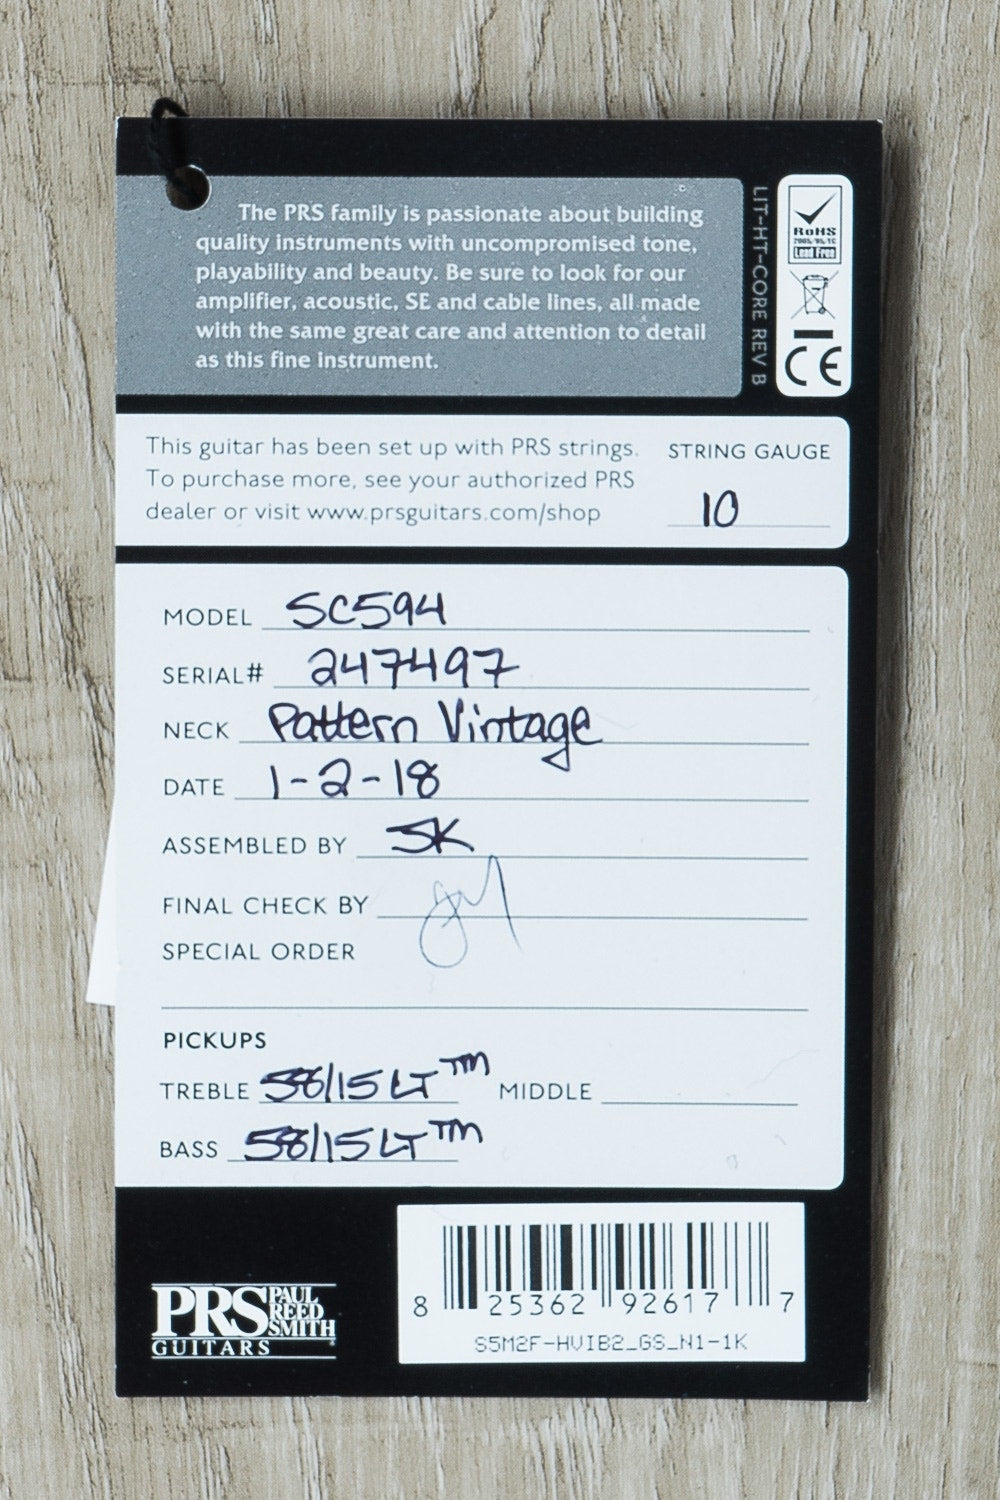 The PRS family is passionate about building
quality instruments with uncompromised tone,
playability and beauty. Be sure to look for our
amplifier, acoustic, SE and cable lines, all made
with the same great care and attention to detail
as this fine instrument.
LIT-HT-CORE REV B
RoHS
2005/95/EC
Lead Free
CE
This guitar has been set up with PRS strings.
To purchase more, see your authorized PRS
dealer or visit www.prsguitars.com/shop
STRING GAUGE
10
MODEL SC594
SERIAL# 247497
NECK Pattern Vintage
DATE 1-2-18
ASSEMBLED BY SK
FINAL CHECK BY
SPECIAL ORDER
PICKUPS
TREBLE 58/15 LT™ MIDDLE
BASS 58/15 LT™
PRS PAUL REED SMITH
GUITARS
8 25362 92617 7
S5M2F-HVIB2_GS_N1-1K